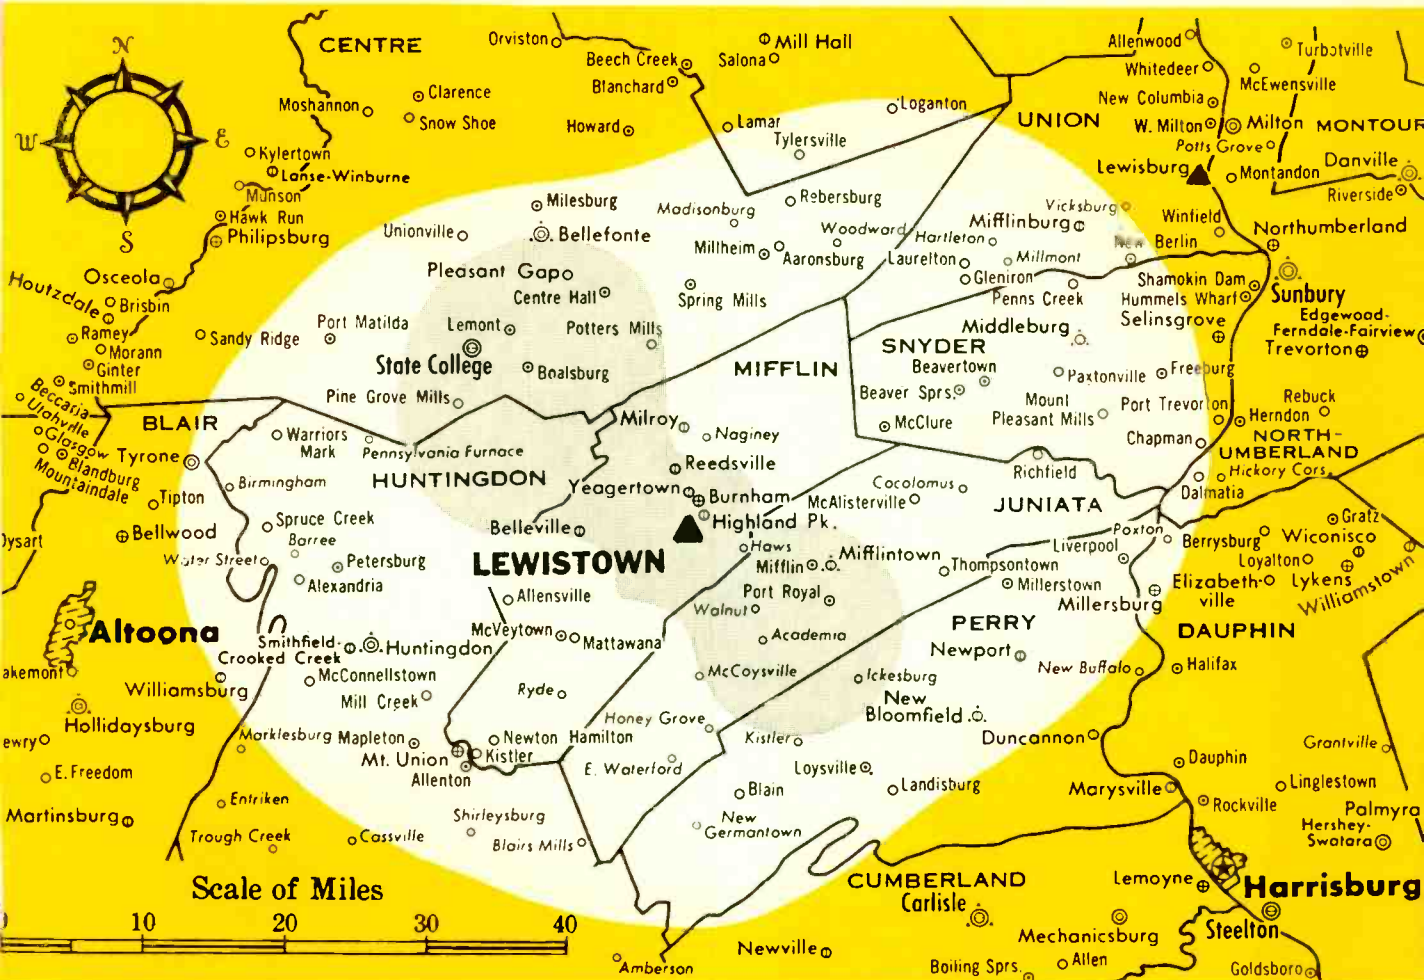 N
W
E
S
CENTRE
Orviston
Mill Hall
Beech Creek
Salona
Blanchard
Allenwood
Turbotville
Whitedeer
McEwensville
Moshannon
Clarence
Snow Shoe
Howard
Lamar
Loganton
New Columbia
UNION
W. Milton
Milton
MONTOUR
Tylersville
Potts Grove
Kylertown
Lanse-Winburne
Lewisburg
Montandon
Danville
Riverside
Munson
Hawk Run
Philipsburg
Milesburg
Madisonburg
Rebersburg
Vicksburg
Unionville
Bellefonte
Mifflinburg
Winfield
Northumberland
Woodward
Hartleton
New Berlin
Millheim
Aaronsburg
Laurelton
Millmont
Osceola
Pleasant Gap
Gleniron
Shamokin Dam
Houtzdale
Brisbin
Centre Hall
Spring Mills
Penns Creek
Hummels Wharf
Sunbury
Selinsgrove
Ramey
Sandy Ridge
Port Matilda
Lemont
Potters Mills
Middleburg
Edgewood-
Ferndale-Fairview
Trevorton
Morann
Ginter
State College
Boalsburg
MIFFLIN
SNYDER
Beavertown
Paxtonville
Freeburg
Smithmill
Beccaria
Utahville
Glasgow
Blandburg
Mountaindale
Pine Grove Mills
Beaver Sprs.
Mount
Pleasant Mills
Port Trevorton
Rebuck
Herndon
BLAIR
Milroy
McClure
Chapman
NORTH-
UMBERLAND
Warriors
Mark
Naginey
Tyrone
Pennsylvania Furnace
Reedsville
Richfield
Hickory Cors.
HUNTINGDON
Tipton
Birmingham
Yeagertown
Burnham
Cocolomus
McAlisterville
Dalmatia
JUNIATA
Bellwood
Spruce Creek
Barree
Belleville
Highland Pk.
Paxton
Berrysburg
Gratz
Wiconisco
Dysart
Water Street
Petersburg
LEWISTOWN
Haws
Mifflintown
Liverpool
Loyalton
Alexandria
Mifflin
Thompsontown
Millerstown
Elizabeth-
ville
Lykens
Williamstown
Allensville
Port Royal
Millersburg
Walnut
Altoona
McVeytown
Mattawana
Academia
PERRY
DAUPHIN
Smithfield-
Crooked Creek
Huntingdon
Newport
akemont
McConnellstown
McCoysville
Ickesburg
New Buffalo
Halifax
Williamsburg
Mill Creek
Ryde
New
Bloomfield
Hollidaysburg
Honey Grove
ewry
Marklesburg
Mapleton
Newton Hamilton
Kistler
Duncannon
Grantville
Mt. Union
Kistler
E. Waterford
Loysville
Dauphin
E. Freedom
Allenton
Blain
Landisburg
Marysville
Linglestown
Entriken
Rockville
Palmyra
Martinsburg
Shirleysburg
New
Germantown
Hershey-
Swatara
Trough Creek
Cassville
Blairs Mills
Scale of Miles
CUMBERLAND
Carlisle
Lemoyne
Harrisburg
10 20 30 40
Mechanicsburg
Steelton
Newville
Amberson
Boiling Sprs.
Allen
Goldsboro